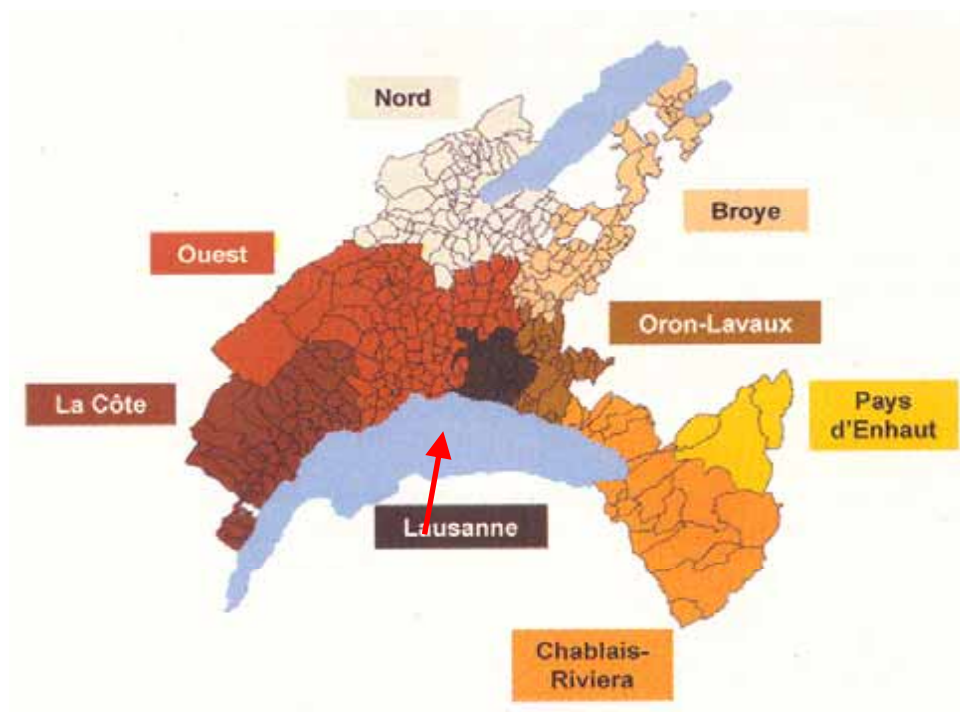 Nord
Broye
Ouest
Oron-Lavaux
La Côte
Pays
d'Enhaut
Lausanne
Chablais-
Riviera